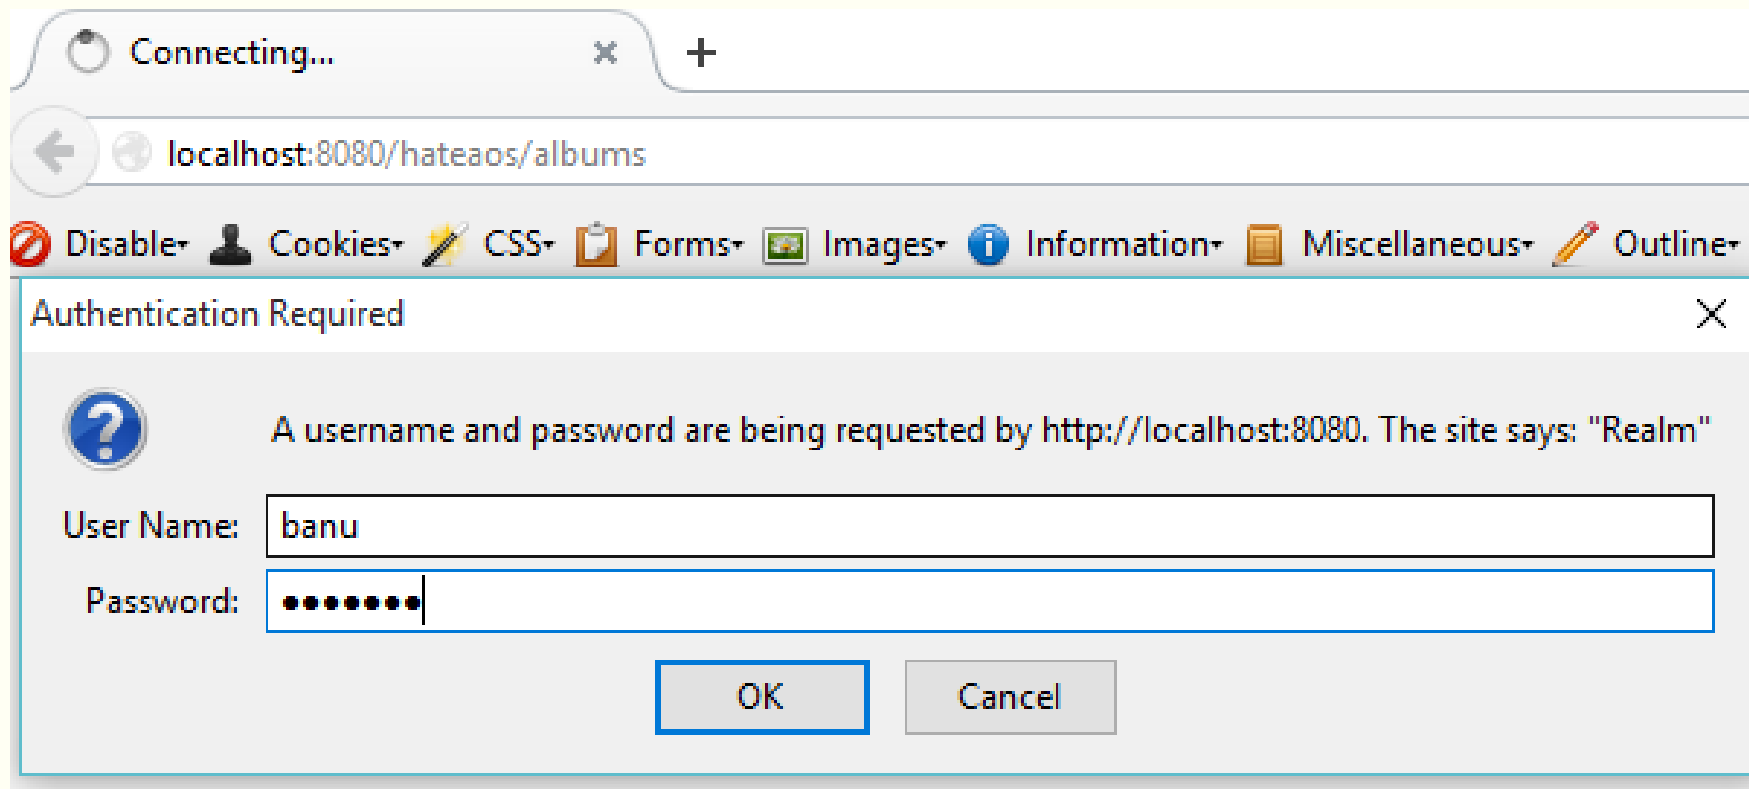 Connecting...
localhost:8080/hateaos/albums
Disable Cookies CSS Forms Images Information Miscellaneous Outline
Authentication Required
A username and password are being requested by http://localhost:8080. The site says: "Realm"
User Name: banu
Password: •••••••
OK Cancel